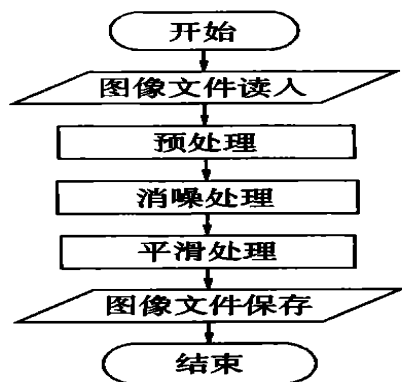 开始
图像文件读入
预处理
消噪处理
平滑处理
图像文件保存
结束